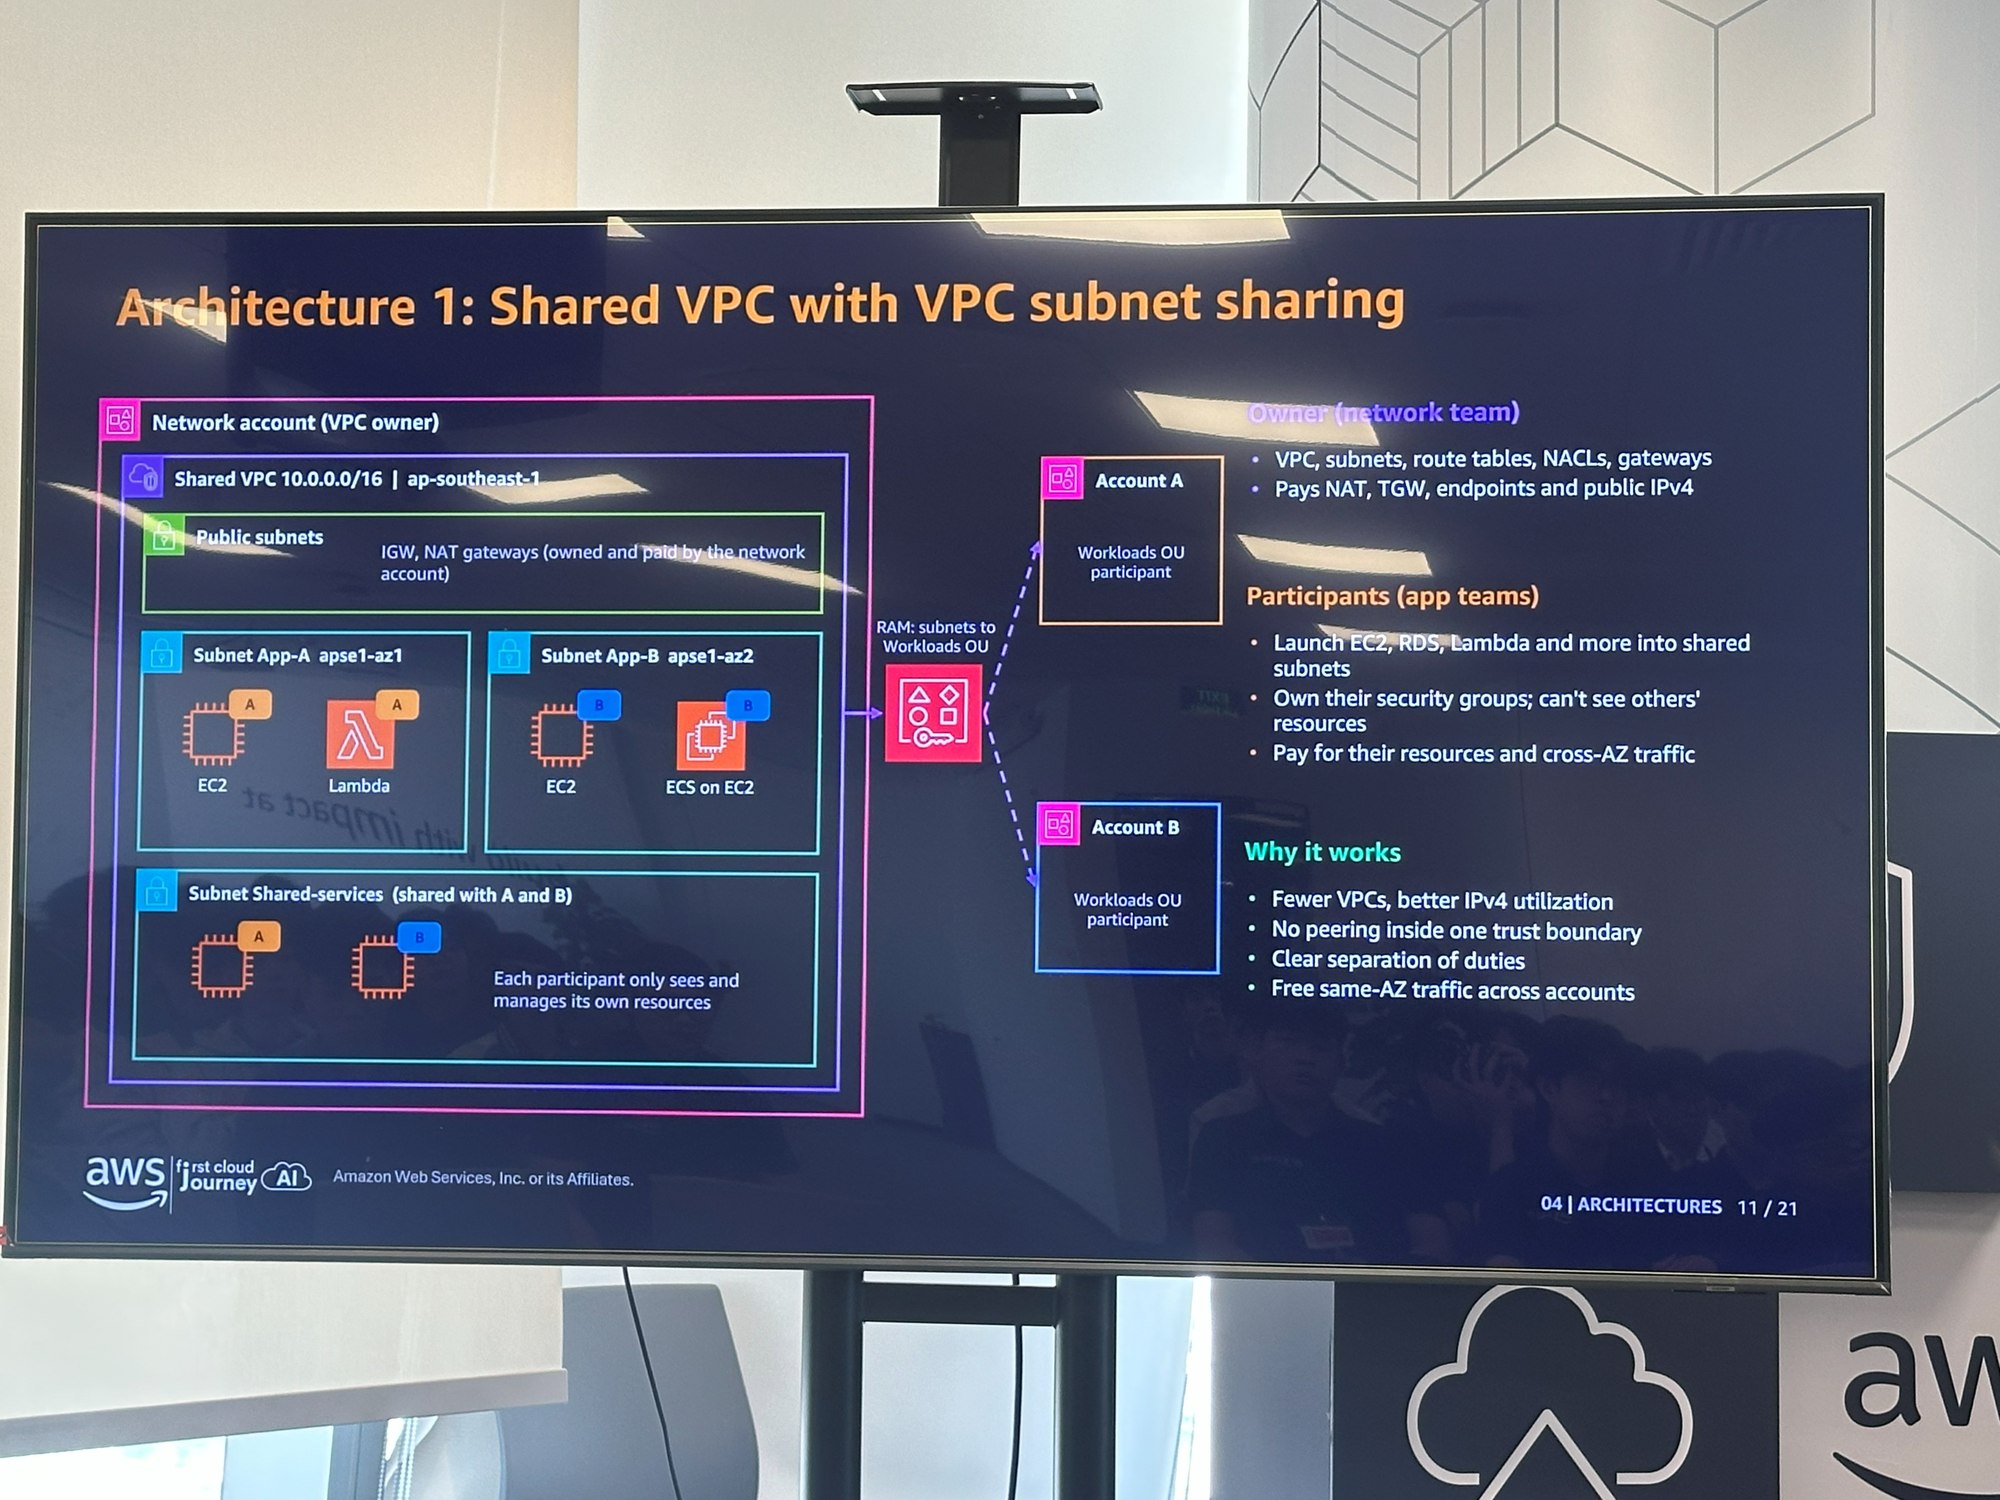 Architecture 1: Shared VPC with VPC subnet sharing
Network account (VPC owner)
Shared VPC 10.0.0.0/16 | ap-southeast-1
Public subnets
IGW, NAT gateways (owned and paid by the network
account)
Subnet App-A apse1-az1
A
A
EC2
Lambda
Subnet App-B apse1-az2
B
B
EC2
ECS on EC2
Subnet Shared-services (shared with A and B)
A
B
Each participant only sees and
manages its own resources
RAM: subnets to
Workloads OU
Account A
Workloads OU
participant
Account B
Workloads OU
participant
Owner (network team)
• VPC, subnets, route tables, NACLs, gateways
• Pays NAT, TGW, endpoints and public IPv4
Participants (app teams)
• Launch EC2, RDS, Lambda and more into shared
subnets
• Own their security groups; can't see others'
resources
• Pay for their resources and cross-AZ traffic
Why it works
• Fewer VPCs, better IPv4 utilization
• No peering inside one trust boundary
• Clear separation of duties
• Free same-AZ traffic across accounts
aws
first cloud
journey
AI
Amazon Web Services, Inc. or its Affiliates.
04 | ARCHITECTURES 11 / 21
aw